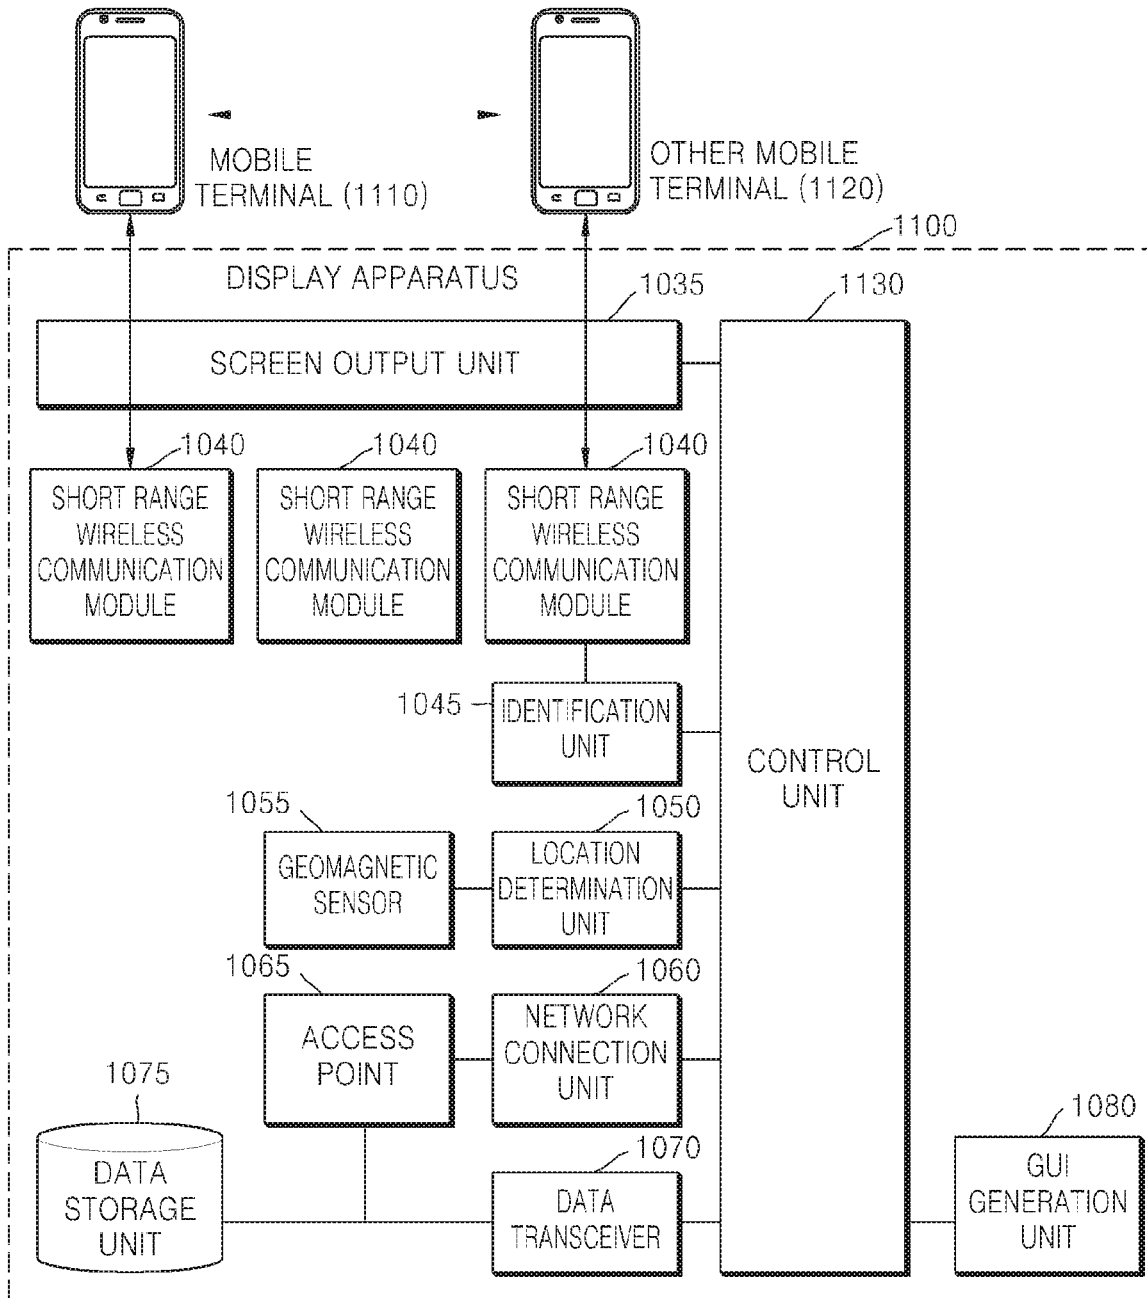 MOBILE
TERMINAL (1110)
OTHER MOBILE
TERMINAL (1120)
1100
DISPLAY APPARATUS
1035
1130
SCREEN OUTPUT UNIT
1040
1040
1040
SHORT RANGE
WIRELESS
COMMUNICATION
MODULE
SHORT RANGE
WIRELESS
COMMUNICATION
MODULE
SHORT RANGE
WIRELESS
COMMUNICATION
MODULE
1045
IDENTIFICATION
UNIT
CONTROL
UNIT
1055
1050
GEOMAGNETIC
SENSOR
LOCATION
DETERMINATION
UNIT
1065
1060
ACCESS
POINT
NETWORK
CONNECTION
UNIT
1075
1070
1080
DATA
STORAGE
UNIT
DATA
TRANSCEIVER
GUI
GENERATION
UNIT